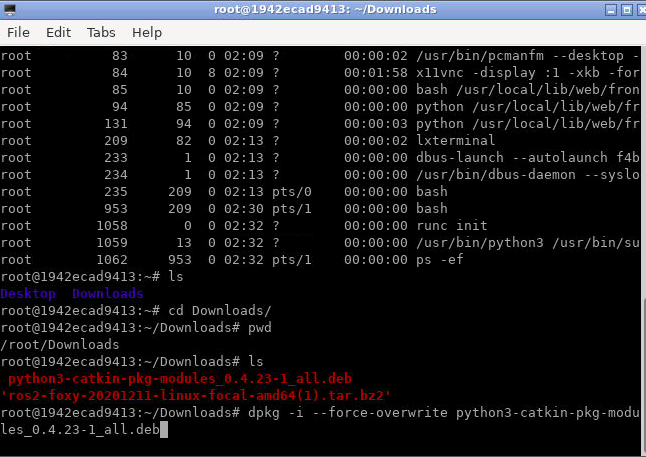 root@1942ecad9413: ~/Downloads
File Edit Tabs Help
root 83 10 0 02:09 ? 00:00:02 /usr/bin/pcmanfm --desktop -
root 84 10 8 02:09 ? 00:01:58 x11vnc -display :1 -xkb -for
root 85 10 0 02:09 ? 00:00:00 bash /usr/local/lib/web/fron
root 94 85 0 02:09 ? 00:00:00 python /usr/local/lib/web/fr
root 131 94 0 02:09 ? 00:00:03 python /usr/local/lib/web/fr
root 209 82 0 02:13 ? 00:00:02 lxterminal
root 233 1 0 02:13 ? 00:00:00 dbus-launch --autolaunch f4b
root 234 1 0 02:13 ? 00:00:00 /usr/bin/dbus-daemon --syslo
root 235 209 0 02:13 pts/0 00:00:00 bash
root 953 209 0 02:30 pts/1 00:00:00 bash
root 1058 0 0 02:32 ? 00:00:00 runc init
root 1059 13 0 02:32 ? 00:00:00 /usr/bin/python3 /usr/bin/su
root 1062 953 0 02:32 pts/1 00:00:00 ps -ef
root@1942ecad9413:~# ls
Desktop Downloads
root@1942ecad9413:~# cd Downloads/
root@1942ecad9413:~/Downloads# pwd
/root/Downloads
root@1942ecad9413:~/Downloads# ls
python3-catkin-pkg-modules_0.4.23-1_all.deb
'ros2-foxy-20201211-linux-focal-amd64(1).tar.bz2'
root@1942ecad9413:~/Downloads# dpkg -i --force-overwrite python3-catkin-pkg-modu
les_0.4.23-1_all.deb